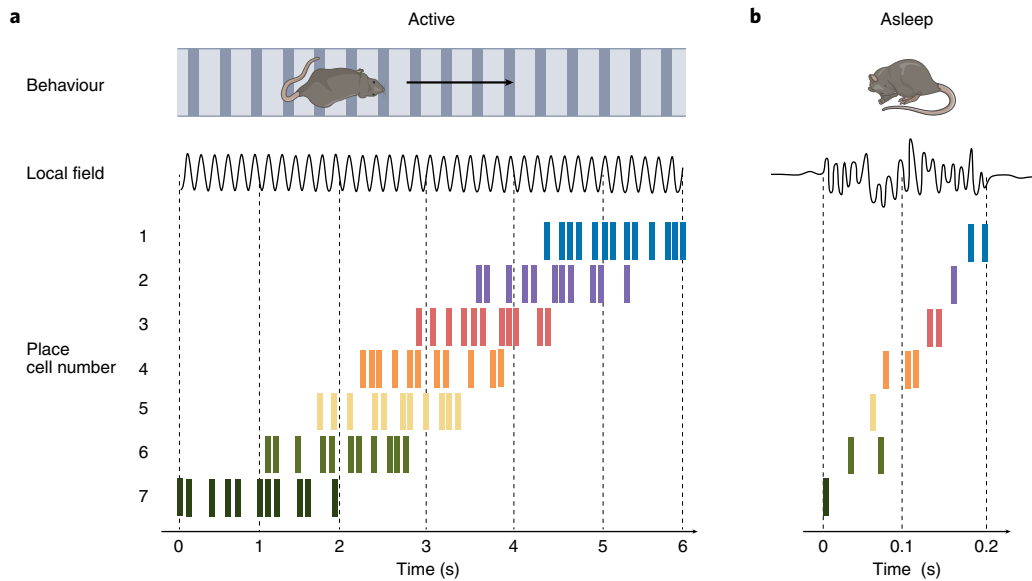 a
Active
b
Asleep
Behaviour
Local field
1
2
3
Place
cell number
4
5
6
7
0 1 2 3 4 5 6
Time (s)
0 0.1 0.2
Time (s)